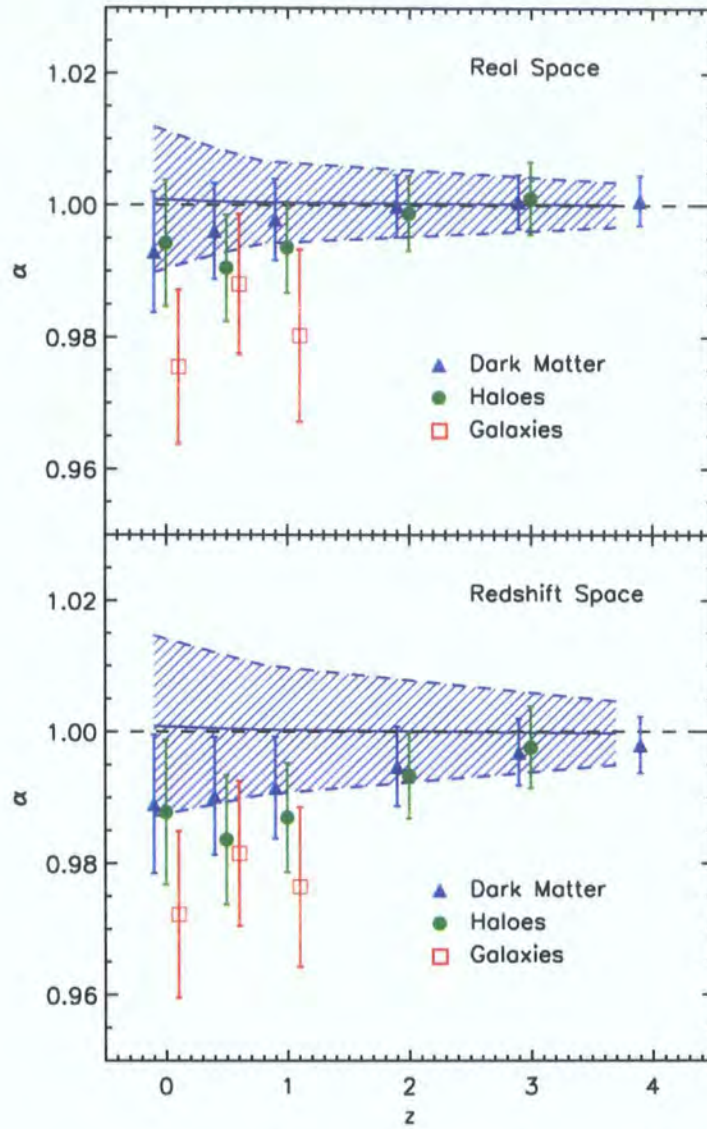 Real Space
1.02
1.00
0.98
0.96
α
Dark Matter
Haloes
Galaxies
Redshift Space
1.02
1.00
0.98
0.96
α
Dark Matter
Haloes
Galaxies
0 1 2 3 4
z